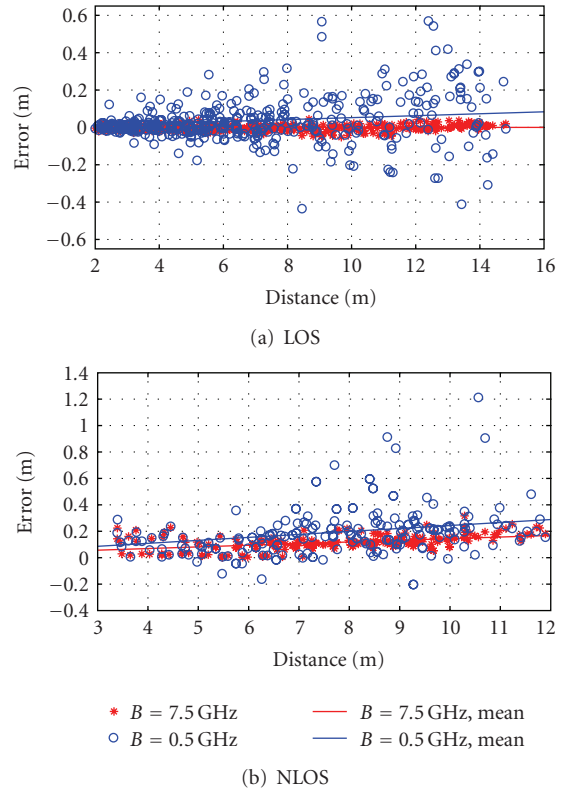 0.6
0.4
0.2
0
−0.2
−0.4
−0.6
Error (m)
2 4 6 8 10 12 14 16
Distance (m)
(a) LOS
1.4
1.2
1
0.8
0.6
0.4
0.2
0
−0.2
−0.4
Error (m)
3 4 5 6 7 8 9 10 11 12
Distance (m)
B = 7.5 GHz
B = 0.5 GHz
B = 7.5 GHz, mean
B = 0.5 GHz, mean
(b) NLOS